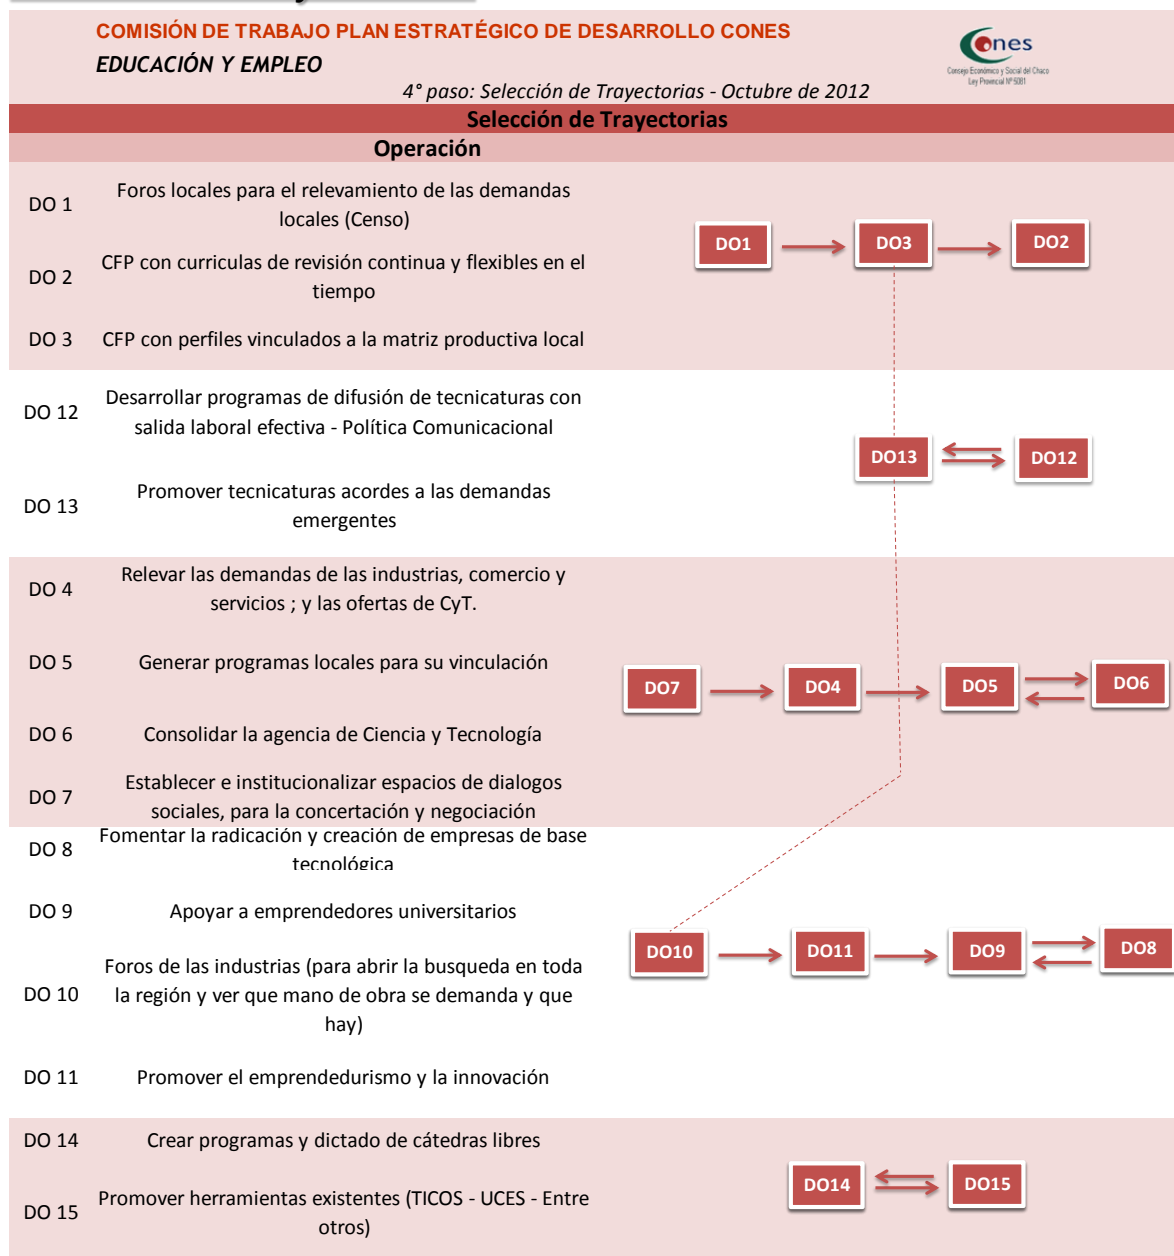 COMISIÓN DE TRABAJO PLAN ESTRATÉGICO DE DESARROLLO CONES
EDUCACIÓN Y EMPLEO
Cones
Consejo Económico y Social del Chaco
Ley Provincial Nº 5081
4° paso: Selección de Trayectorias - Octubre de 2012
Selección de Trayectorias
Operación
DO 1
Foros locales para el relevamiento de las demandas
locales (Censo)
DO 2
CFP con curriculas de revisión continua y flexibles en el
tiempo
DO 3
CFP con perfiles vinculados a la matriz productiva local
DO1
DO3
DO2
DO 12
Desarrollar programas de difusión de tecnicaturas con
salida laboral efectiva - Política Comunicacional
DO 13
Promover tecnicaturas acordes a las demandas
emergentes
DO13
DO12
DO 4
Relevar las demandas de las industrias, comercio y
servicios ; y las ofertas de CyT.
DO 5
Generar programas locales para su vinculación
DO 6
Consolidar la agencia de Ciencia y Tecnología
DO 7
Establecer e institucionalizar espacios de dialogos
sociales, para la concertación y negociación
DO7
DO4
DO5
DO6
DO 8
Fomentar la radicación y creación de empresas de base
tecnológica
DO 9
Apoyar a emprendedores universitarios
DO 10
Foros de las industrias (para abrir la busqueda en toda
la región y ver que mano de obra se demanda y que
hay)
DO 11
Promover el emprendedurismo y la innovación
DO10
DO11
DO9
DO8
DO 14
Crear programas y dictado de cátedras libres
DO 15
Promover herramientas existentes (TICOS - UCES - Entre
otros)
DO14
DO15